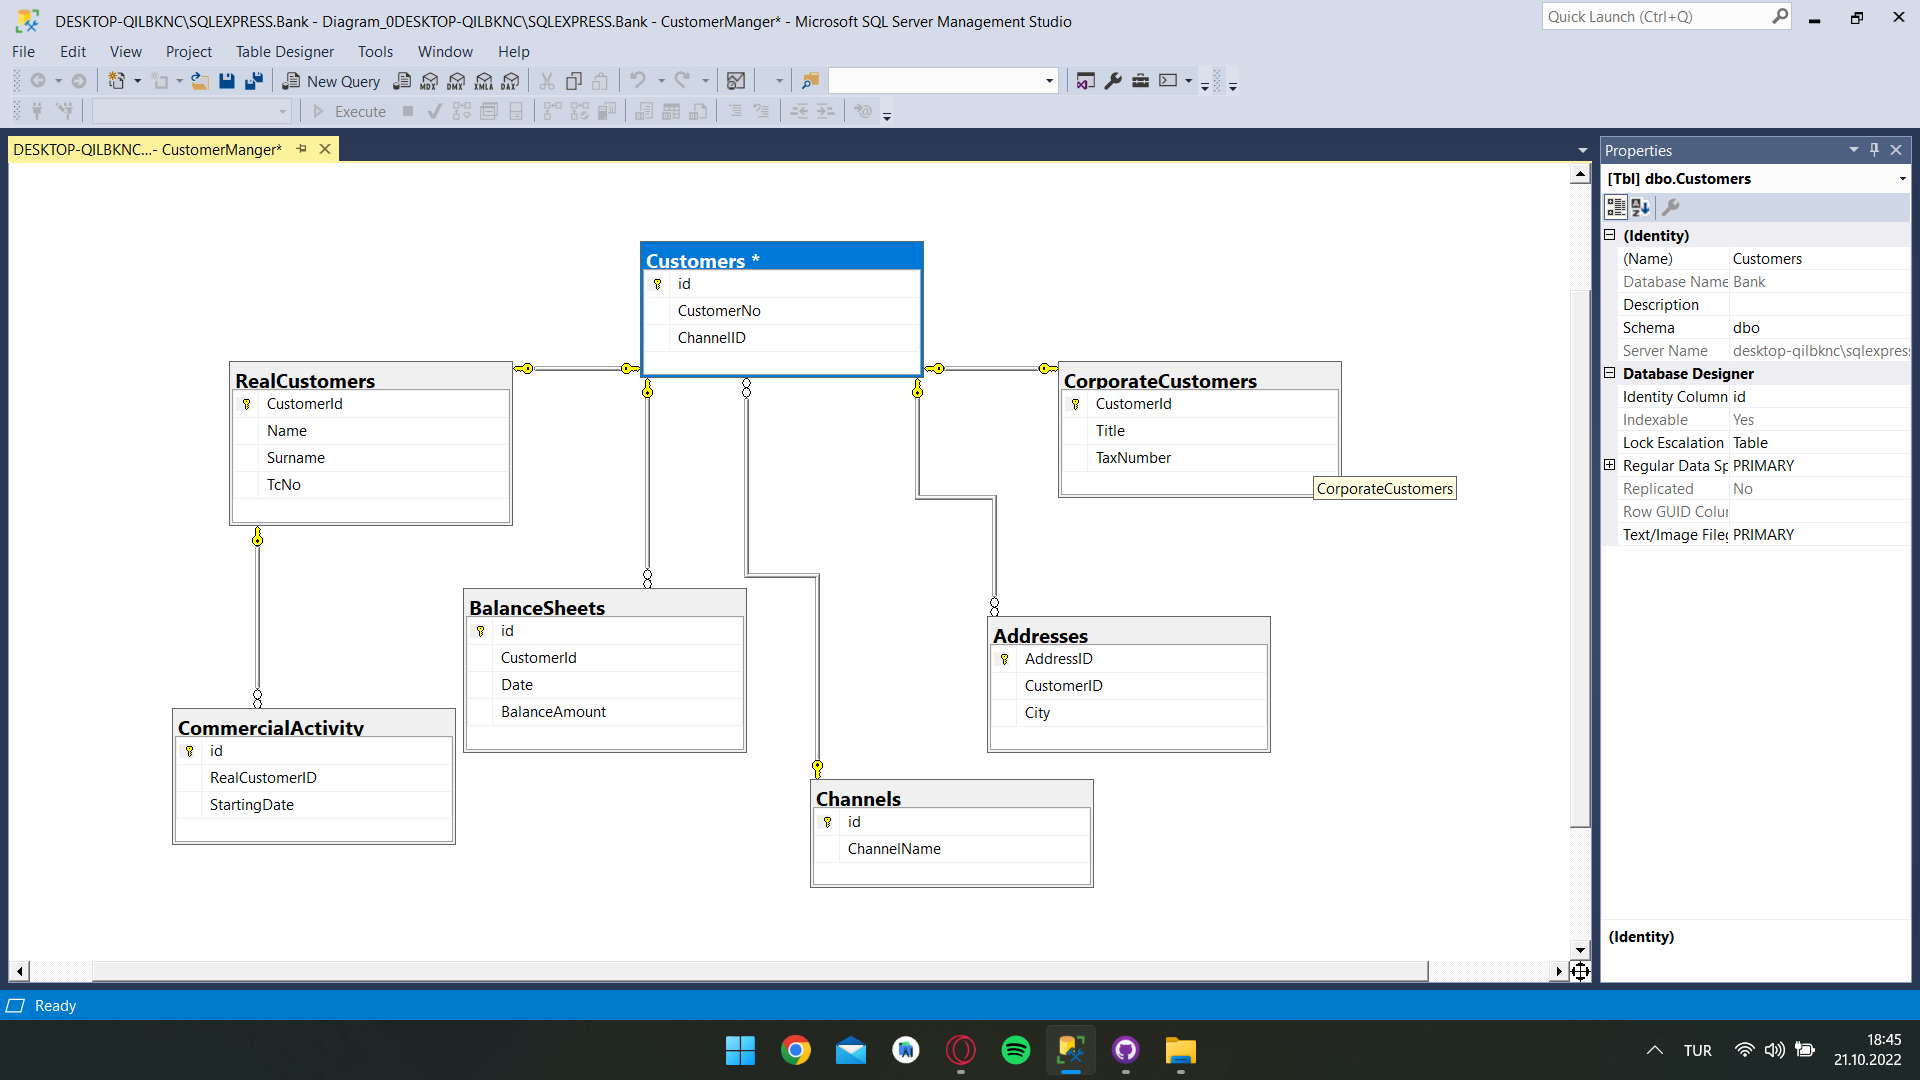 DESKTOP-QILBKNC\SQLEXPRESS.Bank - Diagram_0DESKTOP-QILBKNC\SQLEXPRESS.Bank - CustomerManger* - Microsoft SQL Server Management Studio
Quick Launch (Ctrl+Q)
File Edit View Project Table Designer Tools Window Help
New Query MDX DMX XMLA DAX
Execute
DESKTOP-QILBKNC...- CustomerManger*
Customers *
id
CustomerNo
ChannelID
RealCustomers
CustomerId
Name
Surname
TcNo
CorporateCustomers
CustomerId
Title
TaxNumber
CorporateCustomers
BalanceSheets
id
CustomerId
Date
BalanceAmount
Addresses
AddressID
CustomerID
City
CommercialActivity
id
RealCustomerID
StartingDate
Channels
id
ChannelName
Properties
[Tbl] dbo.Customers
(Identity)
(Name) Customers
Database Name Bank
Description
Schema dbo
Server Name desktop-qilbknc\sqlexpres
Database Designer
Identity Column id
Indexable Yes
Lock Escalation Table
Regular Data Sp PRIMARY
Replicated No
Row GUID Colu
Text/Image File PRIMARY
(Identity)
Ready
TUR
18:45
21.10.2022